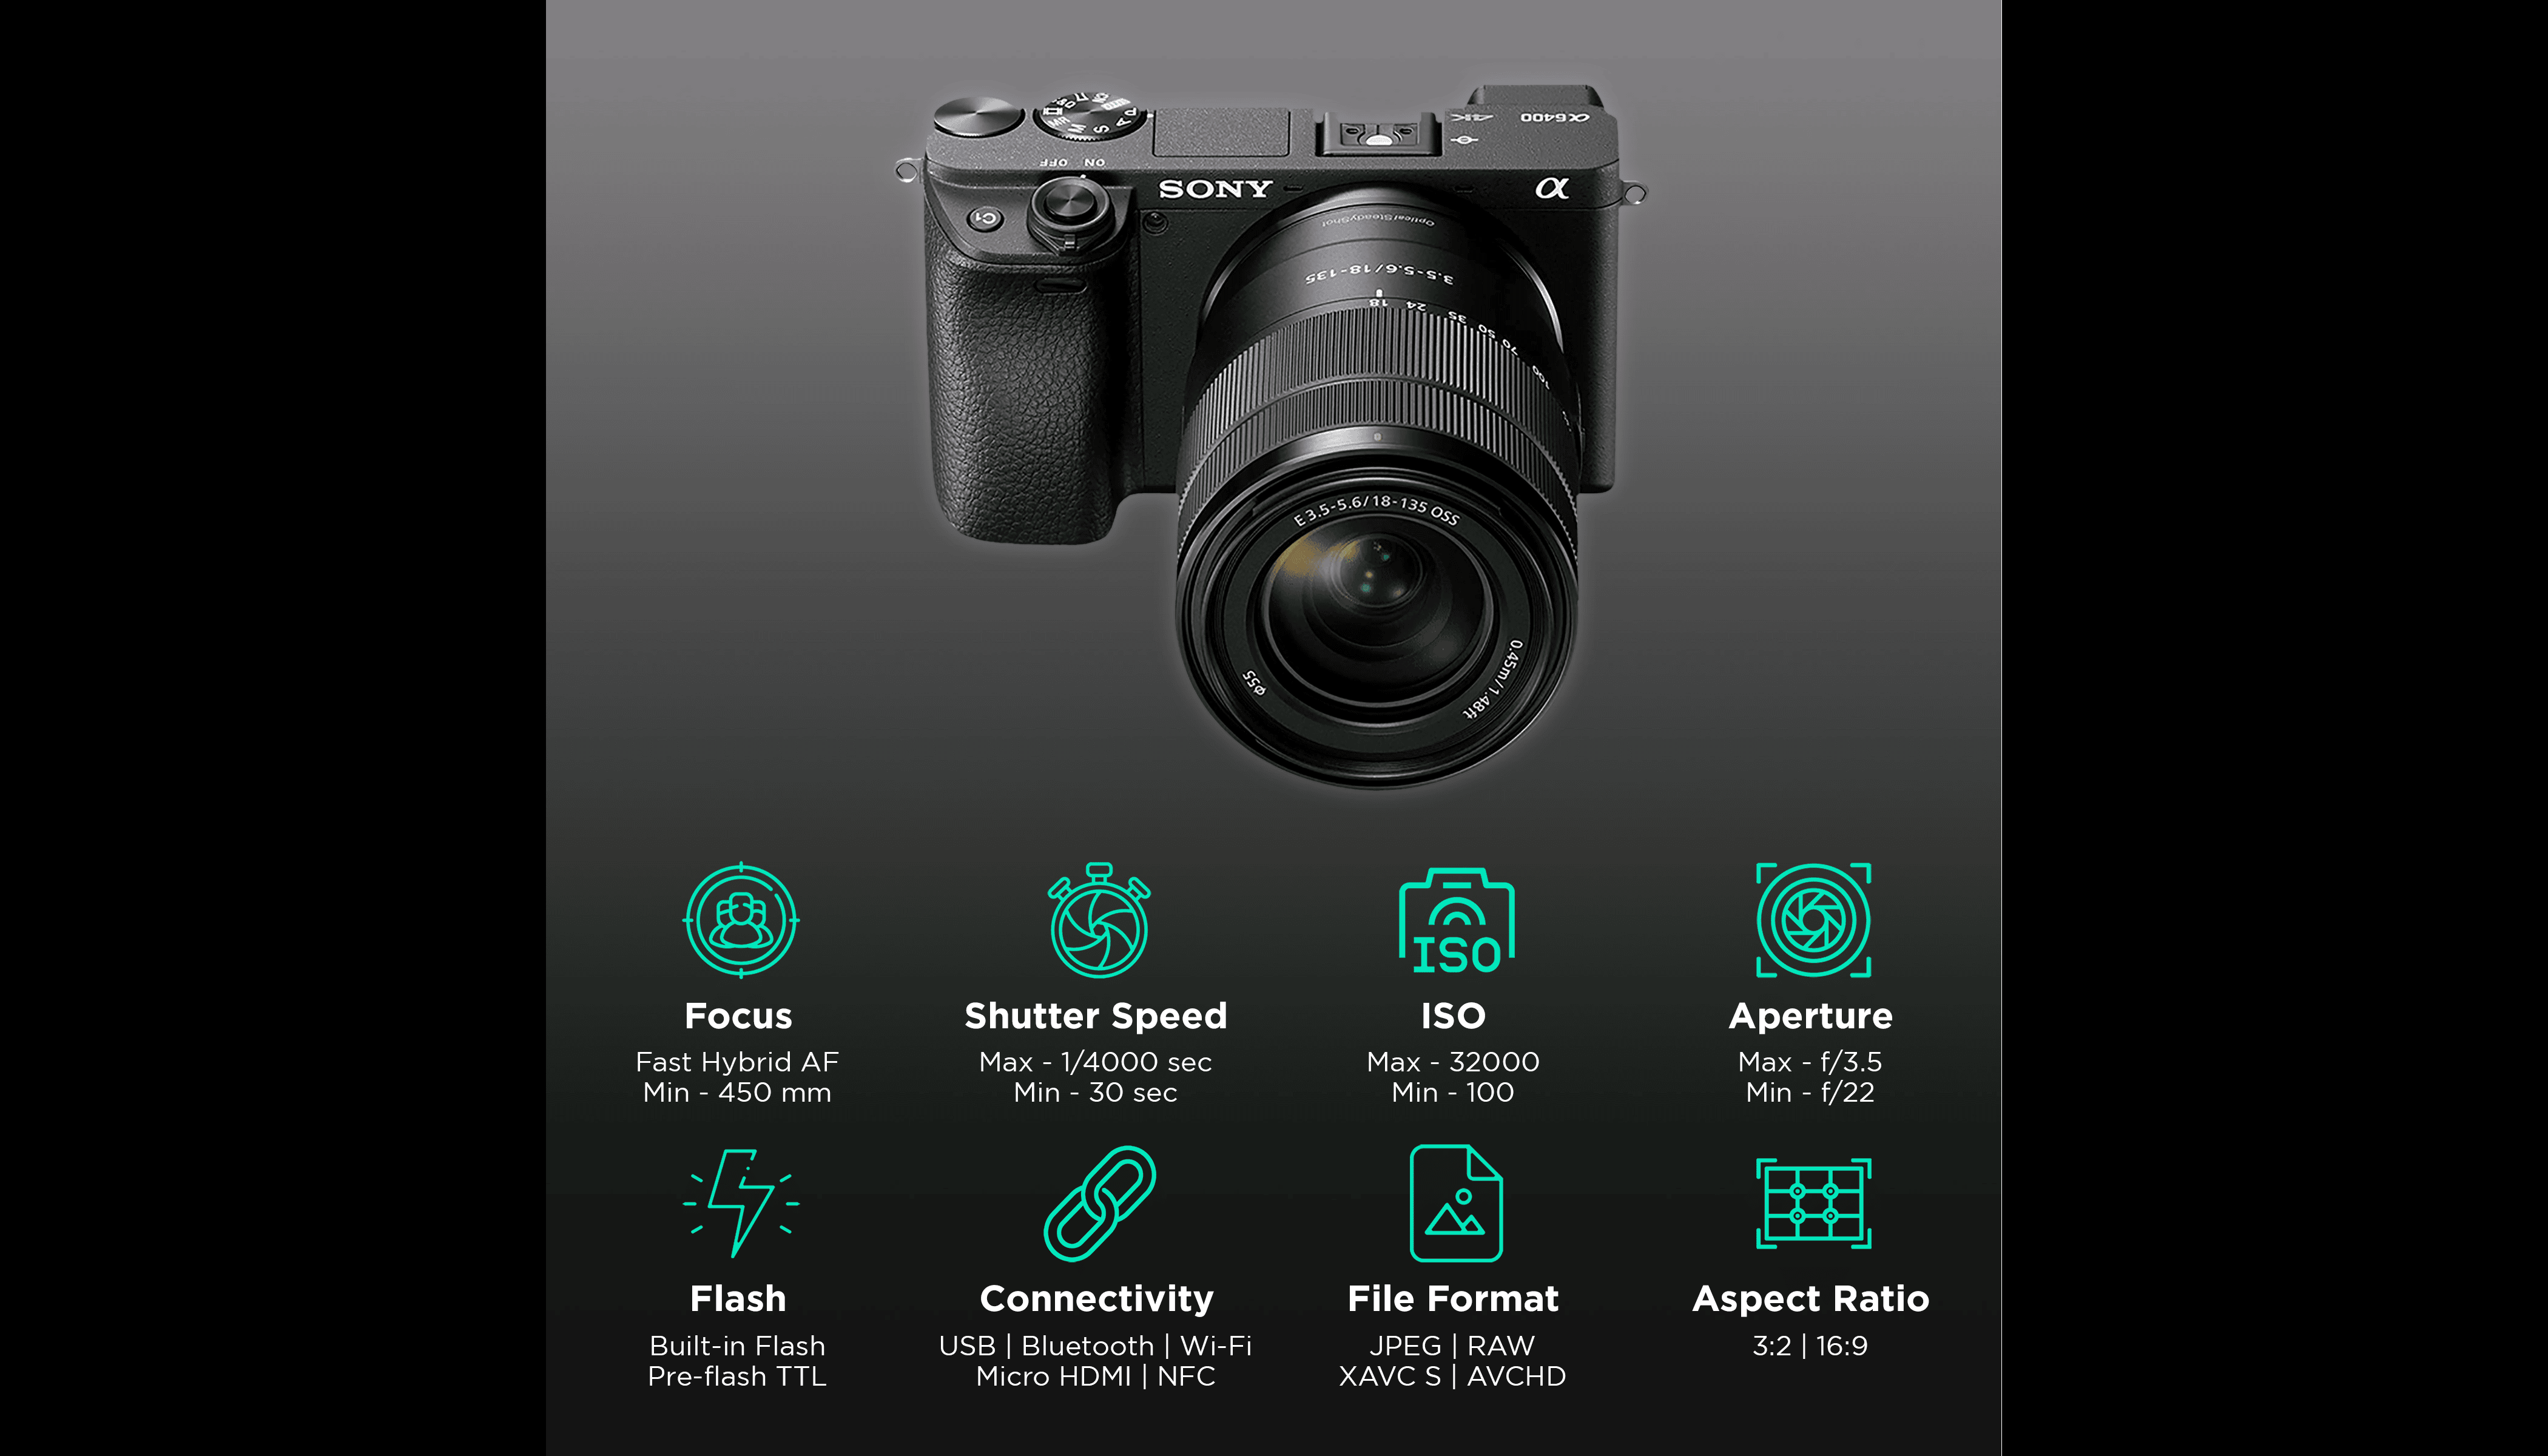 α6400
4K
OFF ON
MR M S A P
C1
SONY
α
OpticalSteadyShot
3.5-5.6/18-135
18 24 35 50 70 100
E 3.5-5.6/18-135 OSS
0.45m/1.48ft
ø55
ISO
Focus
Fast Hybrid AF
Min - 450 mm
Shutter Speed
Max - 1/4000 sec
Min - 30 sec
ISO
Max - 32000
Min - 100
Aperture
Max - f/3.5
Min - f/22
Flash
Built-in Flash
Pre-flash TTL
Connectivity
USB | Bluetooth | Wi-Fi
Micro HDMI | NFC
File Format
JPEG | RAW
XAVC S | AVCHD
Aspect Ratio
3:2 | 16:9